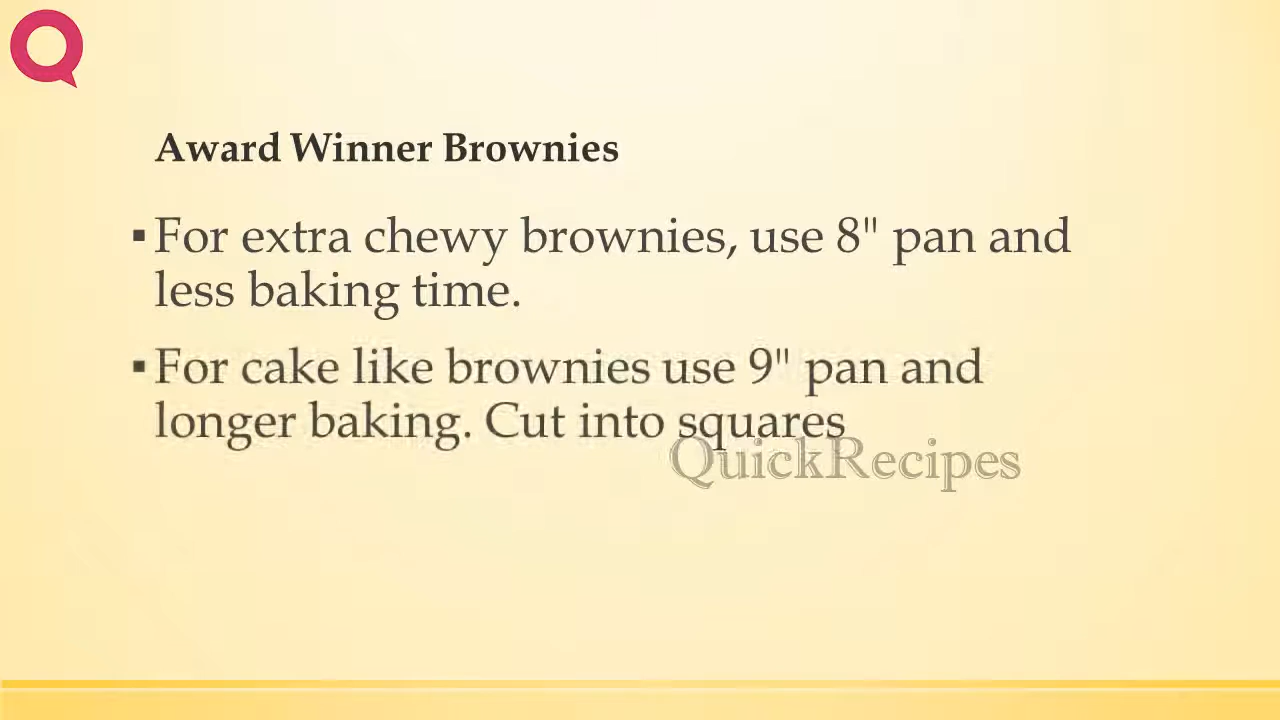 Award Winner Brownies
▪For extra chewy brownies, use 8" pan and
less baking time.
▪For cake like brownies use 9" pan and
longer baking. Cut into squares
QuickRecipes